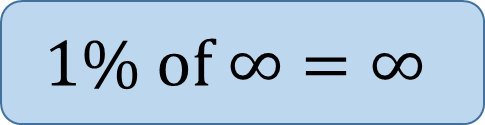 1% of ∞ = ∞